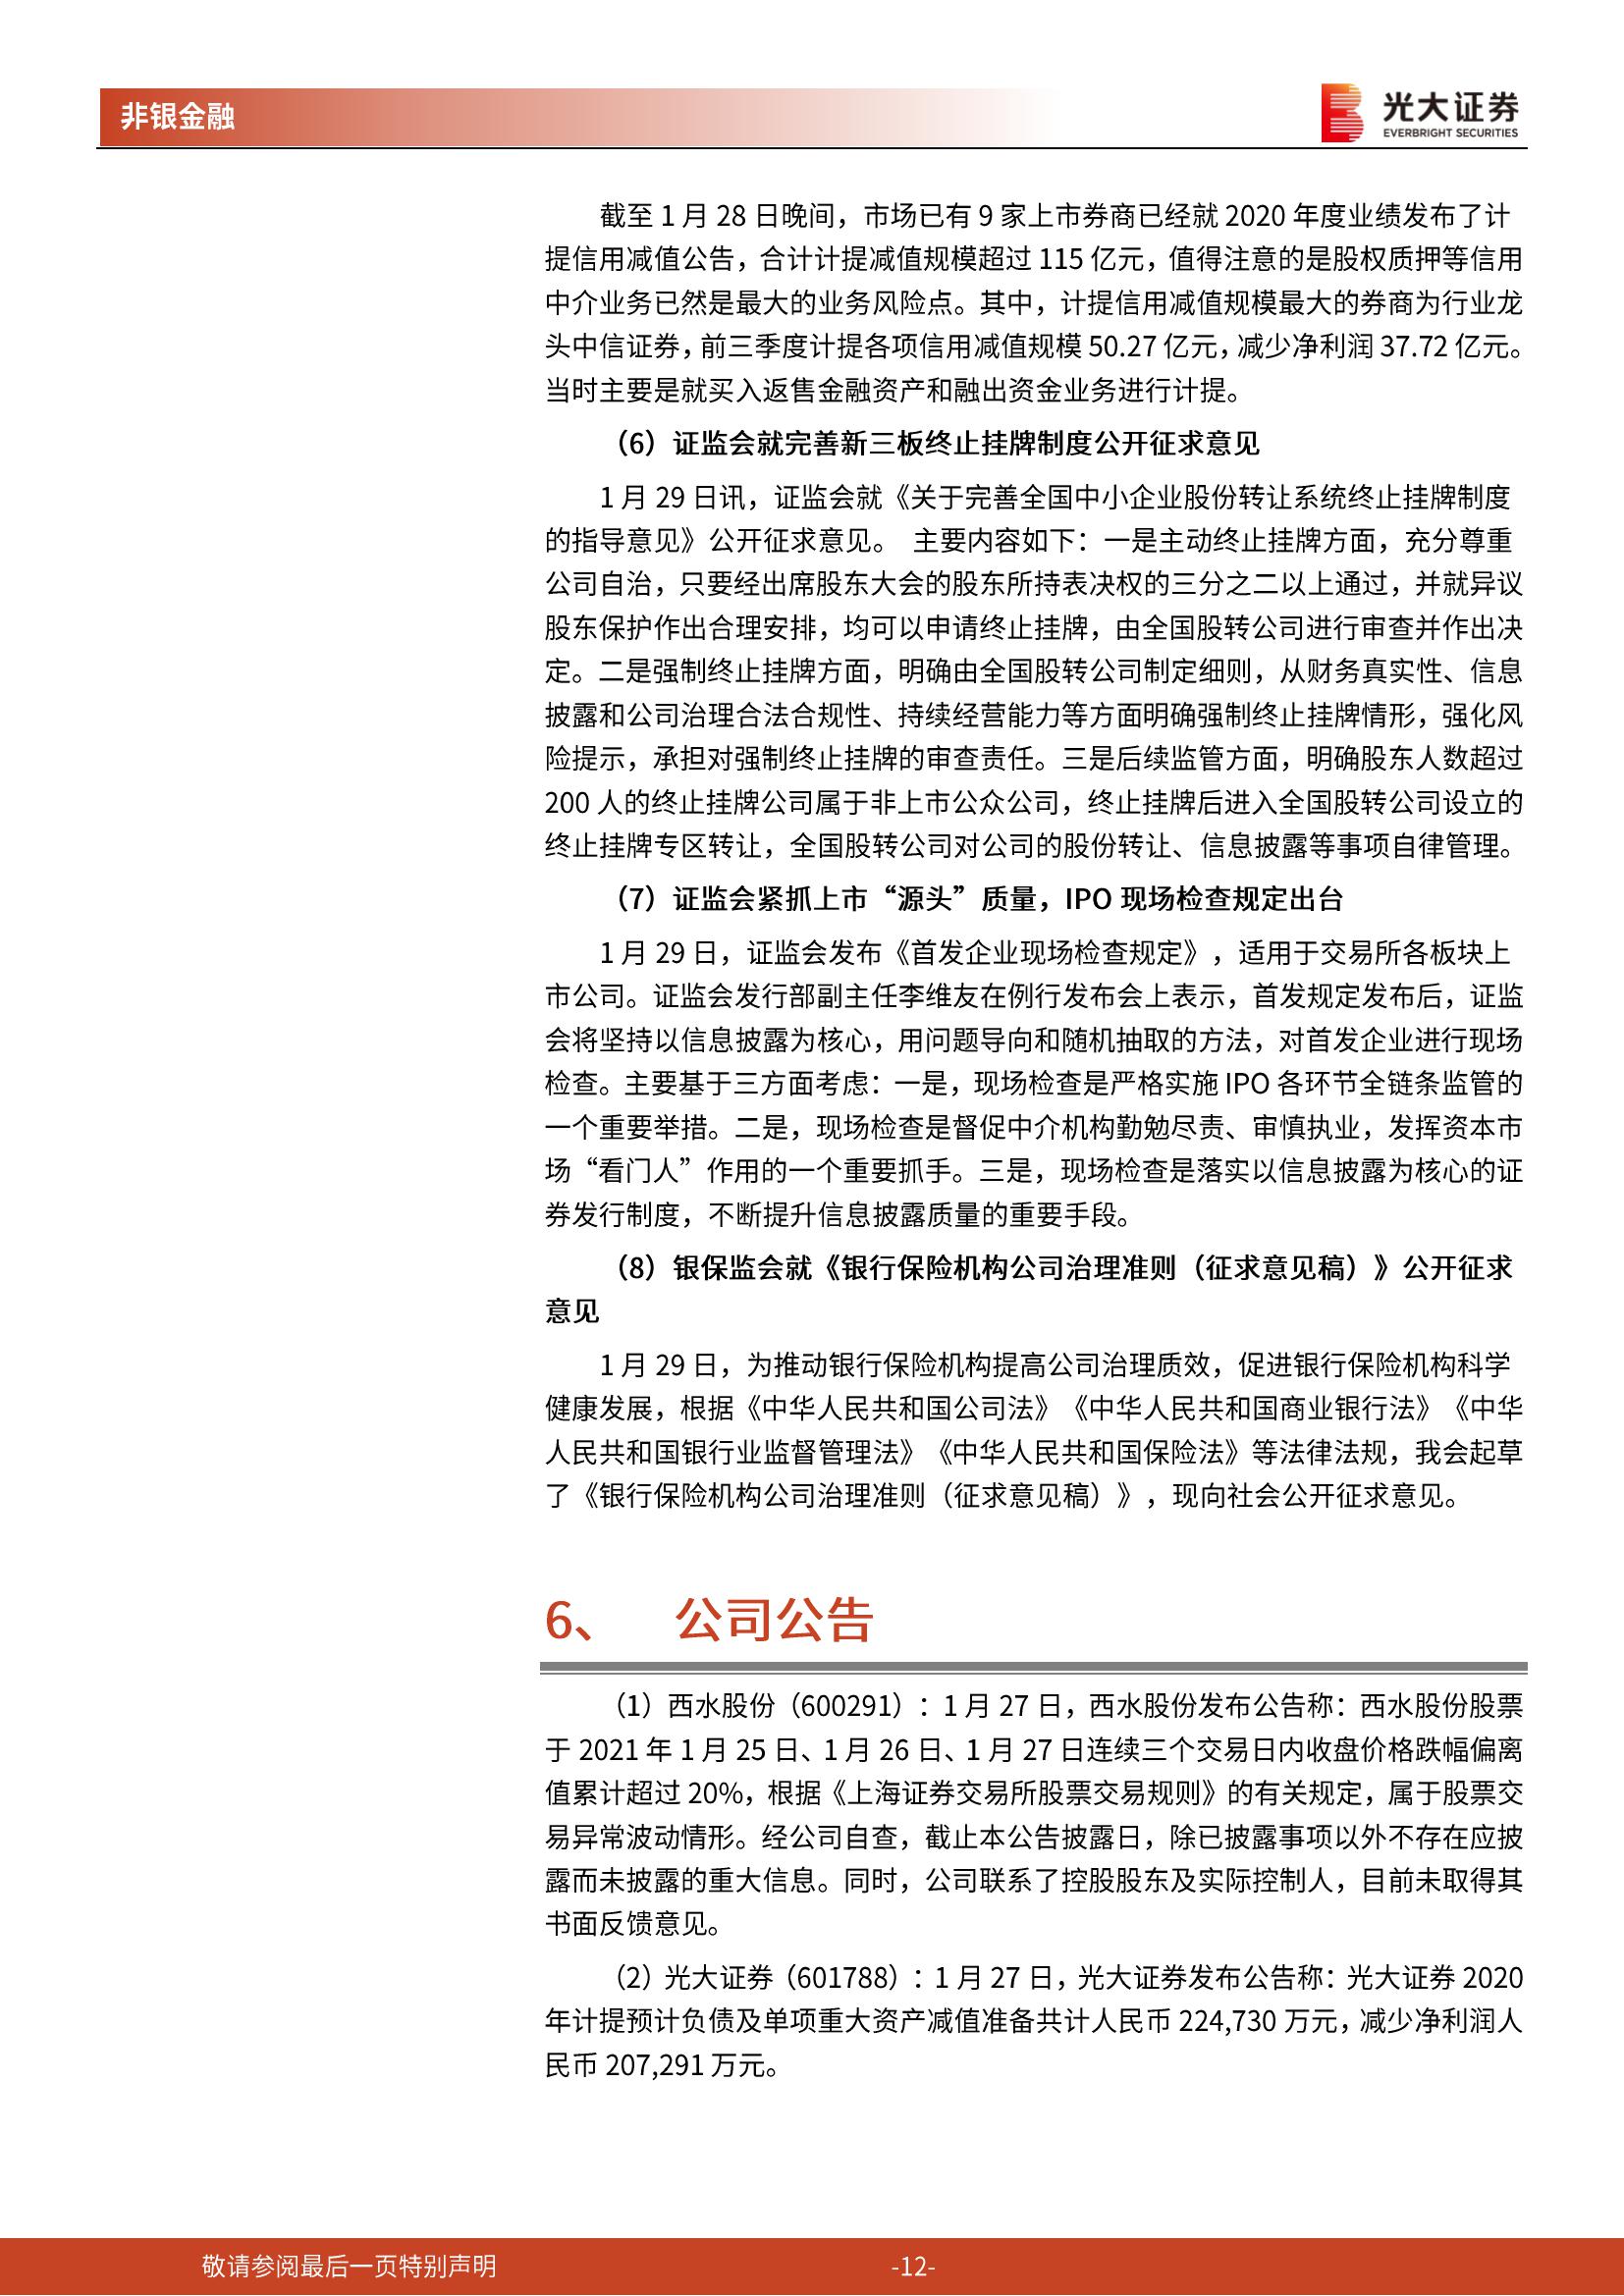 非银金融
光大证券
EVERBRIGHT SECURITIES
截至 1 月 28 日晚间，市场已有 9 家上市券商已经就 2020 年度业绩发布了计
提信用减值公告，合计计提减值规模超过 115 亿元，值得注意的是股权质押等信用
中介业务已然是最大的业务风险点。其中，计提信用减值规模最大的券商为行业龙
头中信证券，前三季度计提各项信用减值规模 50.27 亿元，减少净利润 37.72 亿元。
当时主要是就买入返售金融资产和融出资金业务进行计提。
（6）证监会就完善新三板终止挂牌制度公开征求意见
1 月 29 日讯，证监会就《关于完善全国中小企业股份转让系统终止挂牌制度
的指导意见》公开征求意见。 主要内容如下：一是主动终止挂牌方面，充分尊重
公司自治，只要经出席股东大会的股东所持表决权的三分之二以上通过，并就异议
股东保护作出合理安排，均可以申请终止挂牌，由全国股转公司进行审查并作出决
定。二是强制终止挂牌方面，明确由全国股转公司制定细则，从财务真实性、信息
披露和公司治理合法合规性、持续经营能力等方面明确强制终止挂牌情形，强化风
险提示，承担对强制终止挂牌的审查责任。三是后续监管方面，明确股东人数超过
200 人的终止挂牌公司属于非上市公众公司，终止挂牌后进入全国股转公司设立的
终止挂牌专区转让，全国股转公司对公司的股份转让、信息披露等事项自律管理。
（7）证监会紧抓上市“源头”质量，IPO 现场检查规定出台
1 月 29 日，证监会发布《首发企业现场检查规定》，适用于交易所各板块上
市公司。证监会发行部副主任李维友在例行发布会上表示，首发规定发布后，证监
会将坚持以信息披露为核心，用问题导向和随机抽取的方法，对首发企业进行现场
检查。主要基于三方面考虑：一是，现场检查是严格实施 IPO 各环节全链条监管的
一个重要举措。二是，现场检查是督促中介机构勤勉尽责、审慎执业，发挥资本市
场“看门人”作用的一个重要抓手。三是，现场检查是落实以信息披露为核心的证
券发行制度，不断提升信息披露质量的重要手段。
（8）银保监会就《银行保险机构公司治理准则（征求意见稿）》公开征求
意见
1 月 29 日，为推动银行保险机构提高公司治理质效，促进银行保险机构科学
健康发展，根据《中华人民共和国公司法》《中华人民共和国商业银行法》《中华
人民共和国银行业监督管理法》《中华人民共和国保险法》等法律法规，我会起草
了《银行保险机构公司治理准则（征求意见稿）》，现向社会公开征求意见。
6、 公司公告
（1）西水股份（600291）：1 月 27 日，西水股份发布公告称：西水股份股票
于 2021 年 1 月 25 日、1 月 26 日、1 月 27 日连续三个交易日内收盘价格跌幅偏离
值累计超过 20%，根据《上海证券交易所股票交易规则》的有关规定，属于股票交
易异常波动情形。经公司自查，截止本公告披露日，除已披露事项以外不存在应披
露而未披露的重大信息。同时，公司联系了控股股东及实际控制人，目前未取得其
书面反馈意见。
（2）光大证券（601788）：1 月 27 日，光大证券发布公告称：光大证券 2020
年计提预计负债及单项重大资产减值准备共计人民币 224,730 万元，减少净利润人
民币 207,291 万元。
敬请参阅最后一页特别声明
-12-